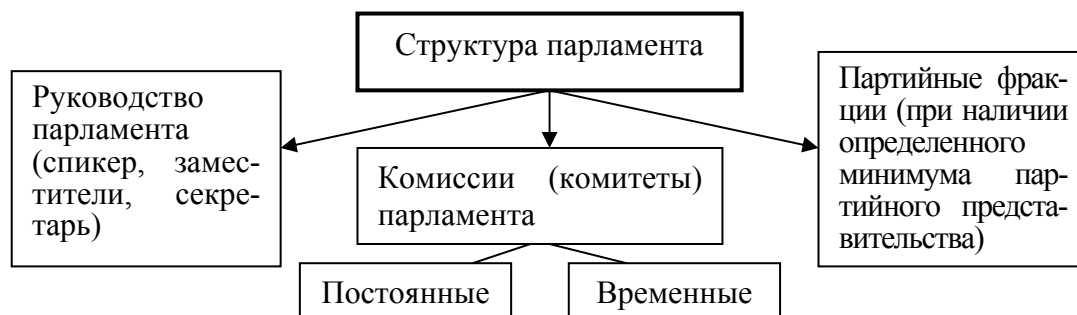 Структура парламента
Руководство
парламента
(спикер, замес-
тители, секре-
тарь)
Комиссии (комитеты)
парламента
Партийные фрак-
ции (при наличии
определенного
минимума пар-
тийного предста-
вительства)
Постоянные
Временные